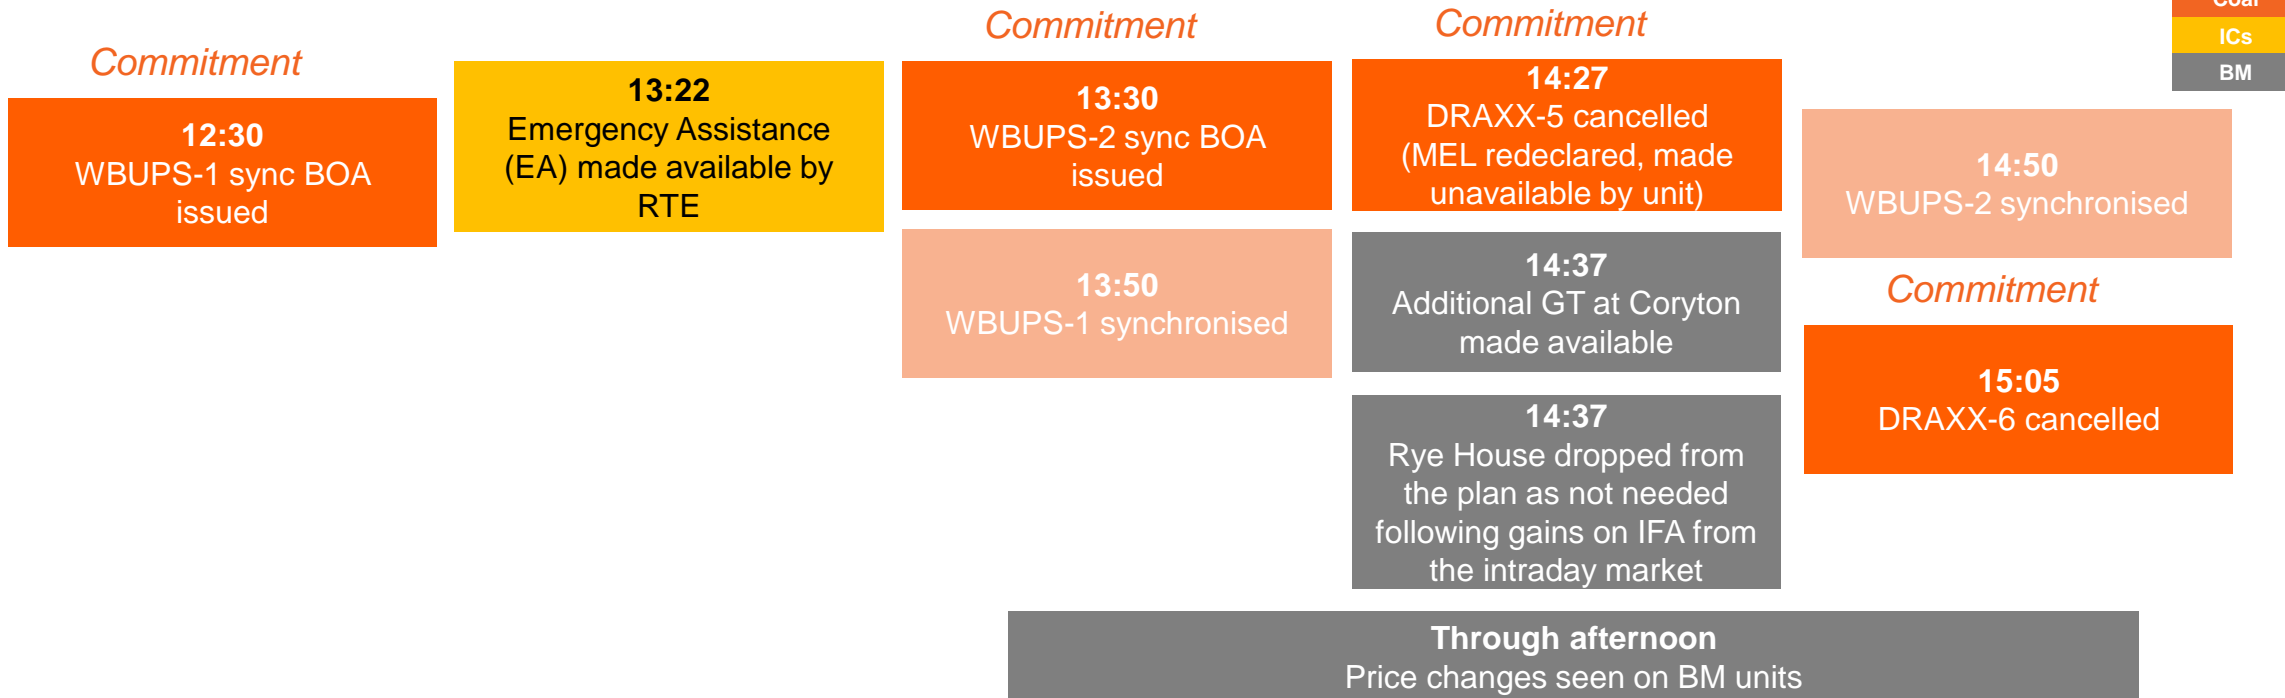 Coal
ICs
BM
Commitment
12:30
WBUPS-1 sync BOA
issued
13:22
Emergency Assistance
(EA) made available by
RTE
Commitment
13:30
WBUPS-2 sync BOA
issued
13:50
WBUPS-1 synchronised
Commitment
14:27
DRAXX-5 cancelled
(MEL redeclared, made
unavailable by unit)
14:37
Additional GT at Coryton
made available
14:37
Rye House dropped from
the plan as not needed
following gains on IFA from
the intraday market
14:50
WBUPS-2 synchronised
Commitment
15:05
DRAXX-6 cancelled
Through afternoon
Price changes seen on BM units